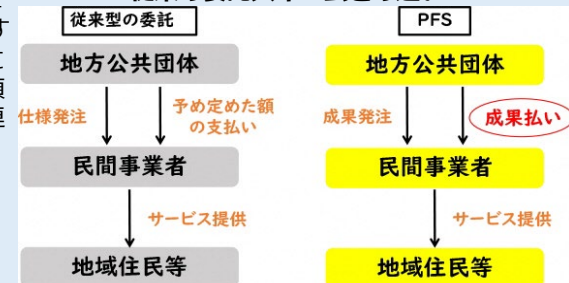 従来型の委託
地方公共団体
仕様発注
予め定めた額
の支払い
民間事業者
サービス提供
地域住民等
PFS
地方公共団体
成果発注
成果払い
民間事業者
サービス提供
地域住民等